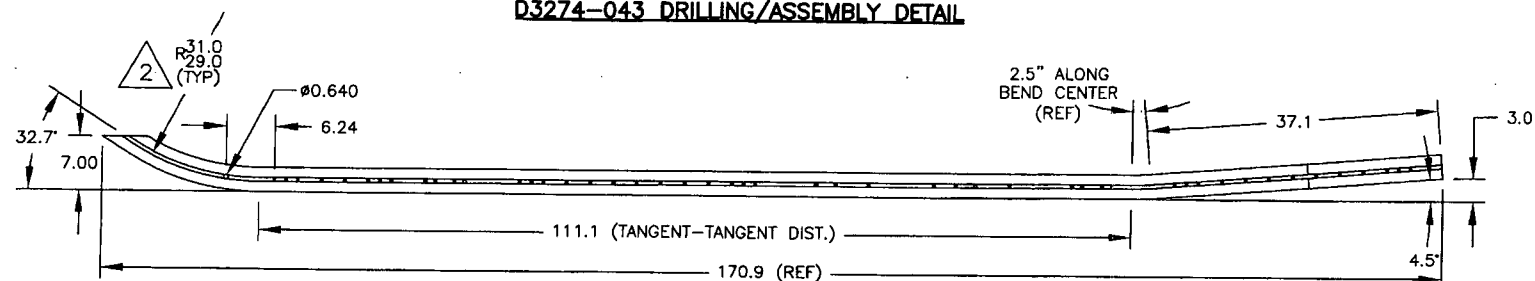 D3274-043 DRILLING/ASSEMBLY DETAIL
2
R31.0
29.0
(TYP)
Ø0.640
6.24
32.7°
7.00
2.5" ALONG
BEND CENTER
(REF)
37.1
3.0
111.1 (TANGENT-TANGENT DIST.)
170.9 (REF)
4.5°